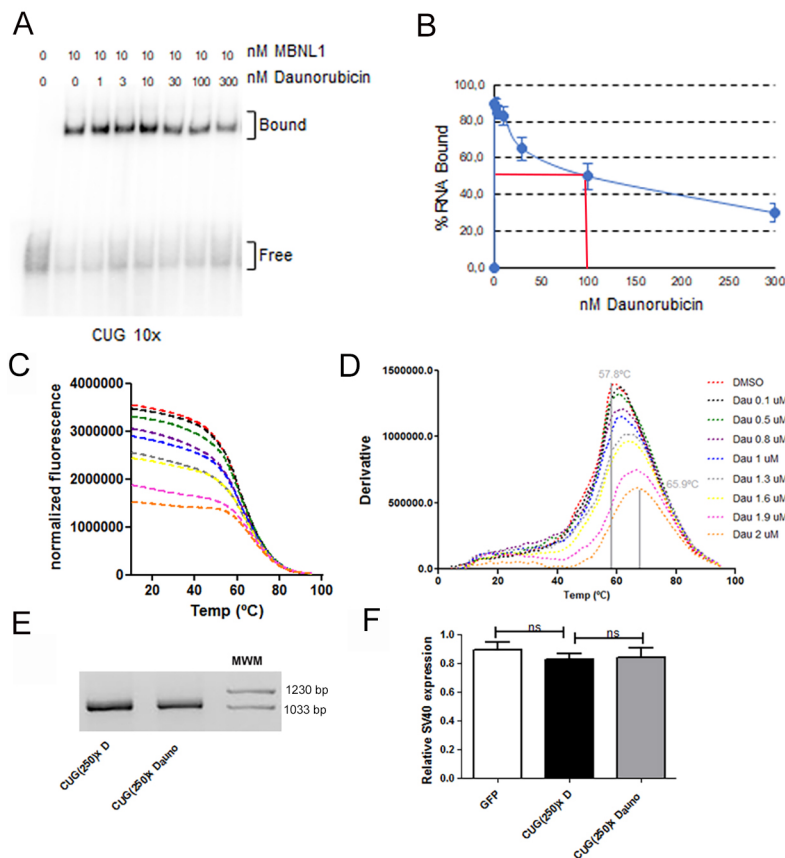 A
0 10 10 10 10 10 10 10 nM MBNL1
0 0 1 3 10 30 100 300 nM Daunorubicin
Bound
Free
CUG 10x
B
100,0
80,0
60,0
40,0
20,0
0,0
% RNA Bound
0 50 100 150 200 250 300
nM Daunorubicin
C
4000000
3000000
2000000
1000000
0
normalized fluorescence
20 40 60 80 100
Temp (ºC)
D
1500000.0
1000000.0
500000.0
0.0
Derivative
57.8ºC
65.9ºC
0 20 40 60 80 100
Temp (ºC)
DMSO
Dau 0.1 uM
Dau 0.5 uM
Dau 0.8 uM
Dau 1 uM
Dau 1.3 uM
Dau 1.6 uM
Dau 1.9 uM
Dau 2 uM
E
MWM
1230 bp
1033 bp
CUG(250)x D
CUG(250)x Dauno
F
ns ns
1.0
0.8
0.6
0.4
0.2
0.0
Relative SV40 expression
GFP
CUG(250)x D
CUG(250)x Dauno